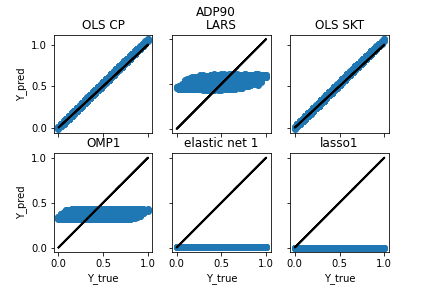 ADP90
OLS CP
LARS
OLS SKT
Y_pred
1.0
0.5
0.0
OMP1
elastic net 1
lasso1
Y_pred
1.0
0.5
0.0
0.0 0.5 1.0
0.0 0.5 1.0
0.0 0.5 1.0
Y_true
Y_true
Y_true